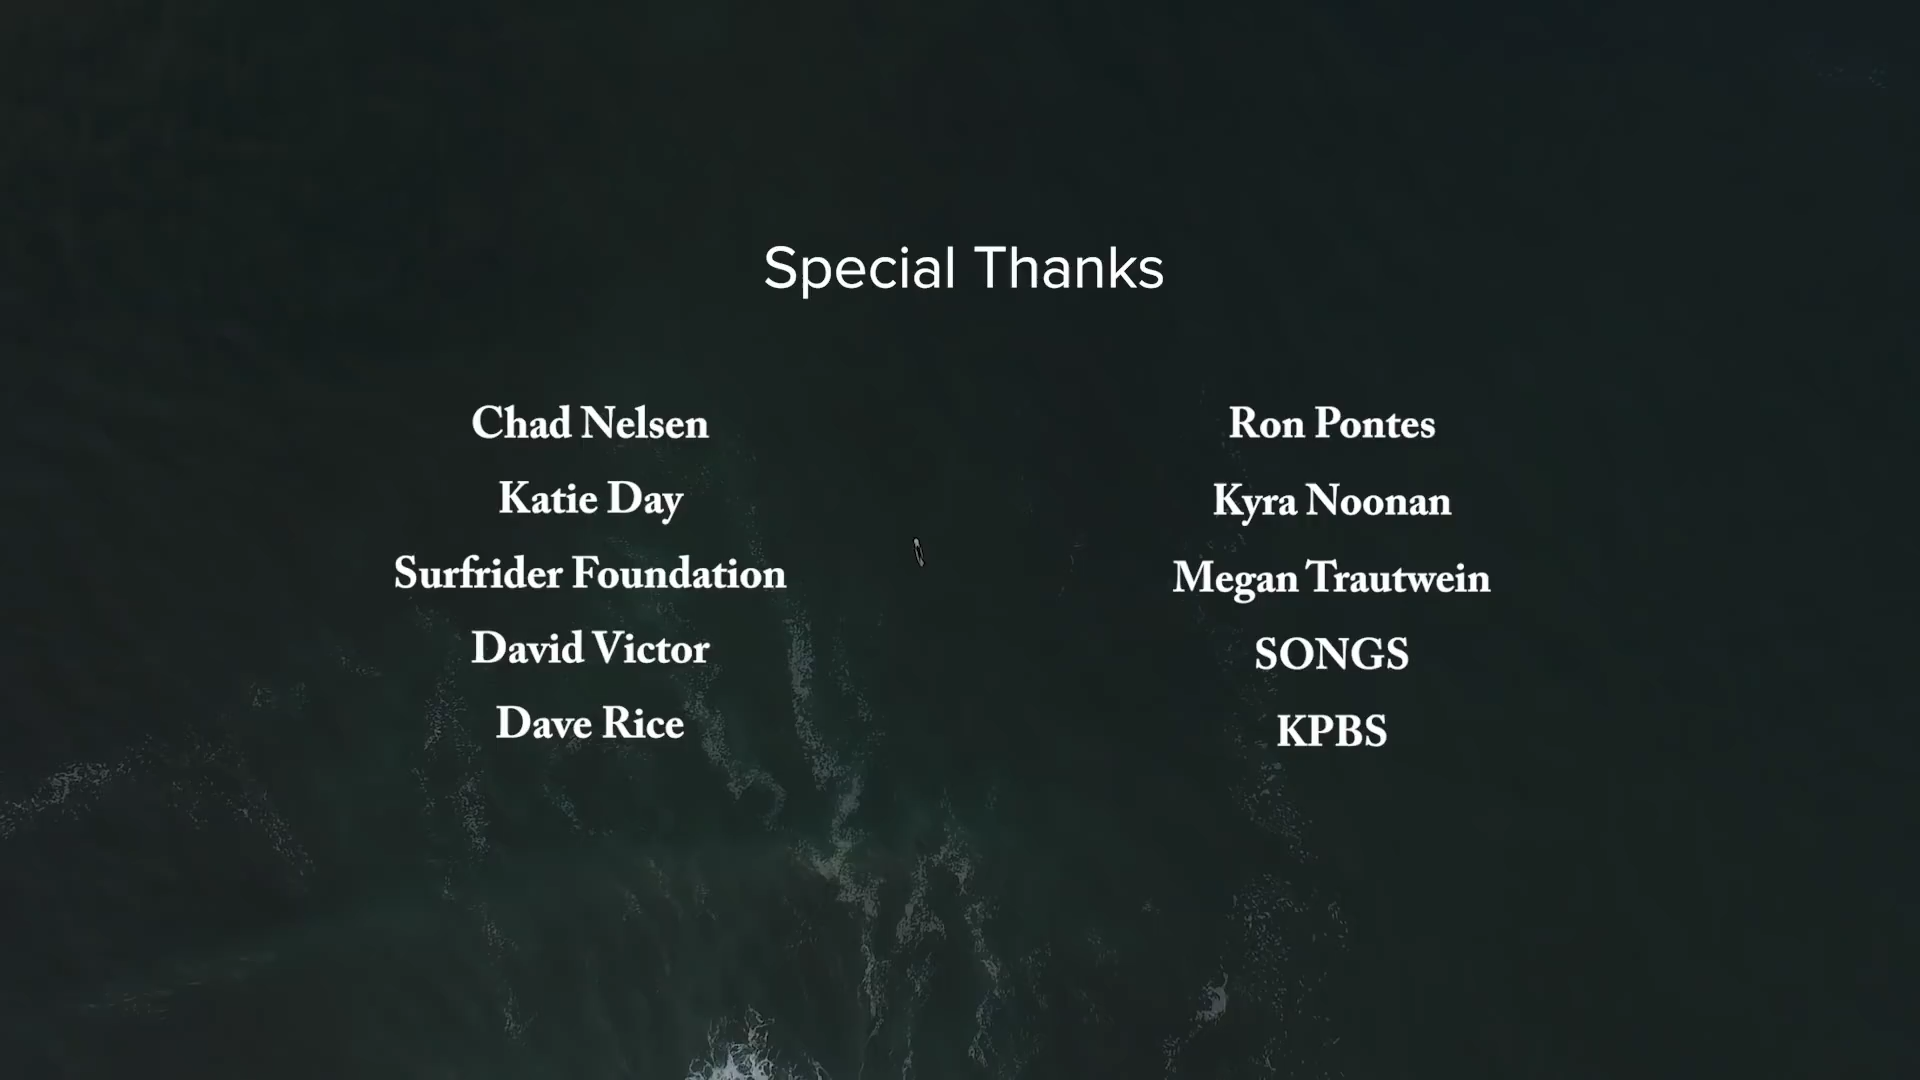 Special Thanks
Chad Nelsen
Katie Day
Surfrider Foundation
David Victor
Dave Rice
Ron Pontes
Kyra Noonan
Megan Trautwein
SONGS
KPBS